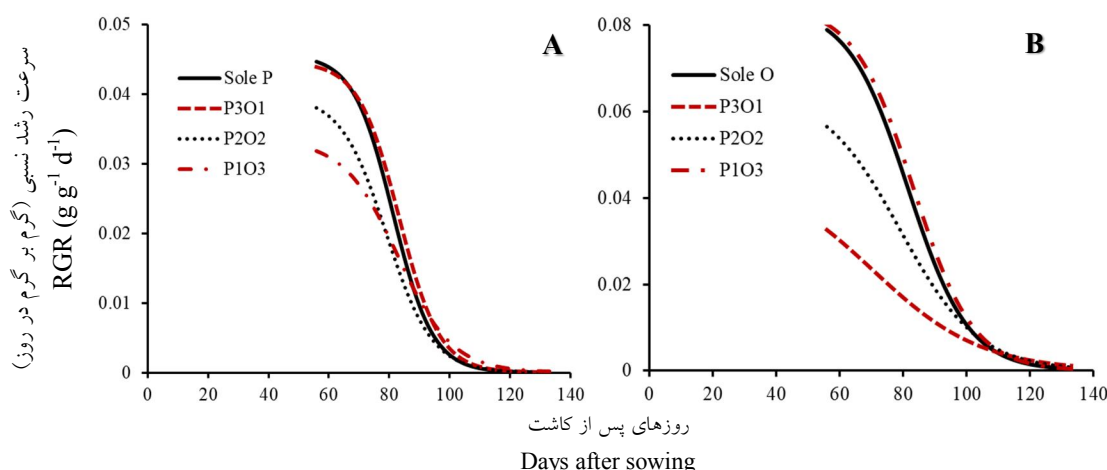 سرعت رشد نسبی (گرم بر گرم در روز)
RGR (g g-1 d-1)
0.05
0.04
0.03
0.02
0.01
0
A
Sole P
P3O1
P2O2
P1O3
0 20 40 60 80 100 120 140
0.08
0.06
0.04
0.02
0
B
Sole O
P3O1
P2O2
P1O3
0 20 40 60 80 100 120 140
روزهای پس از کاشت
Days after sowing